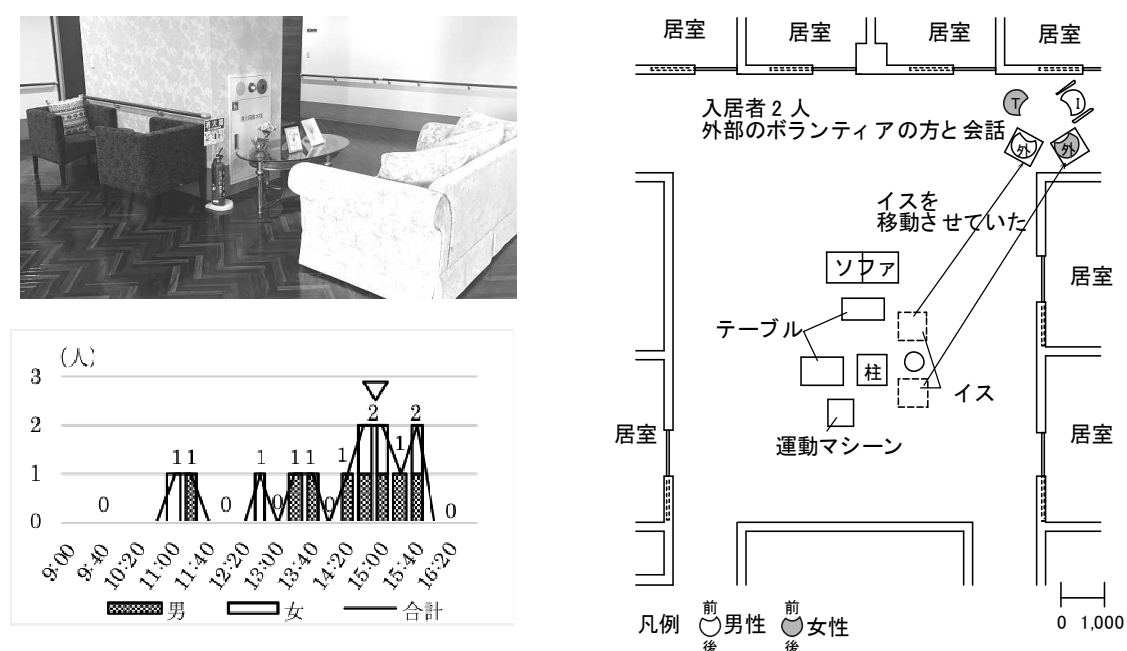 (人)
3
2
1
0
0
1 1
0
1
0
1 1
0
1
2
1
2
0
9:00
9:40
10:20
11:00
11:40
12:20
13:00
13:40
14:20
15:00
15:40
16:20
男
女
合計
居室
居室
居室
居室
入居者2人
外部のボランティアの方と会話
T
I
外
外
イスを
移動させていた
ソファ
居室
テーブル
柱
イス
居室
運動マシーン
居室
凡例
前
男性
後
前
女性
後
0 1,000